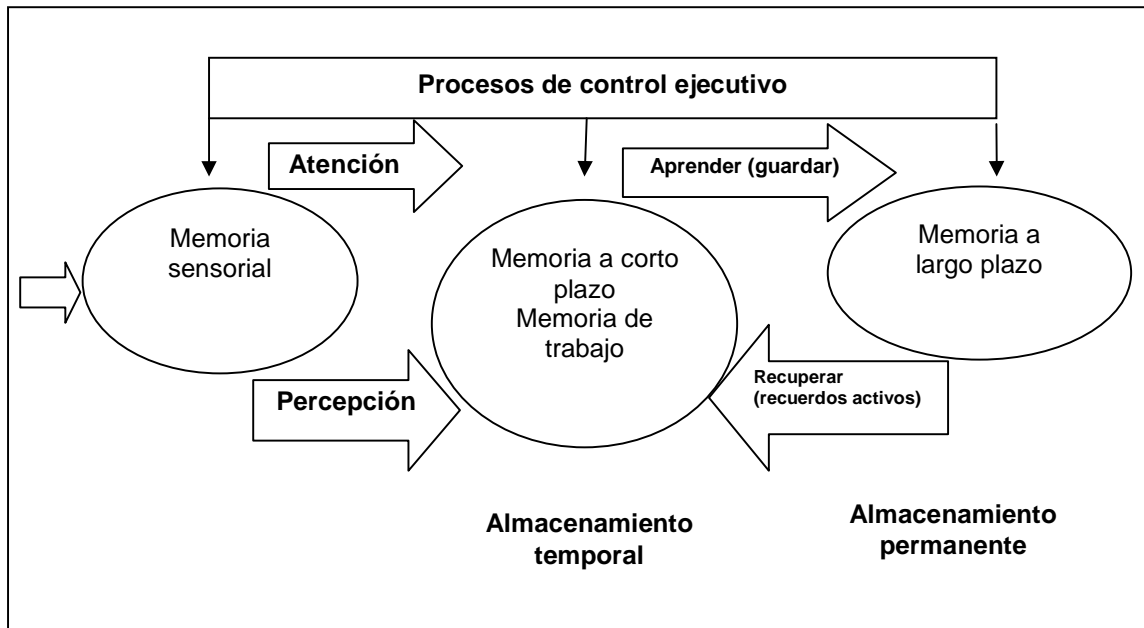 Procesos de control ejecutivo
Atención
Aprender (guardar)
Memoria
sensorial
Memoria a corto
plazo
Memoria de
trabajo
Memoria a
largo plazo
Percepción
Recuperar
(recuerdos activos)
Almacenamiento
temporal
Almacenamiento
permanente